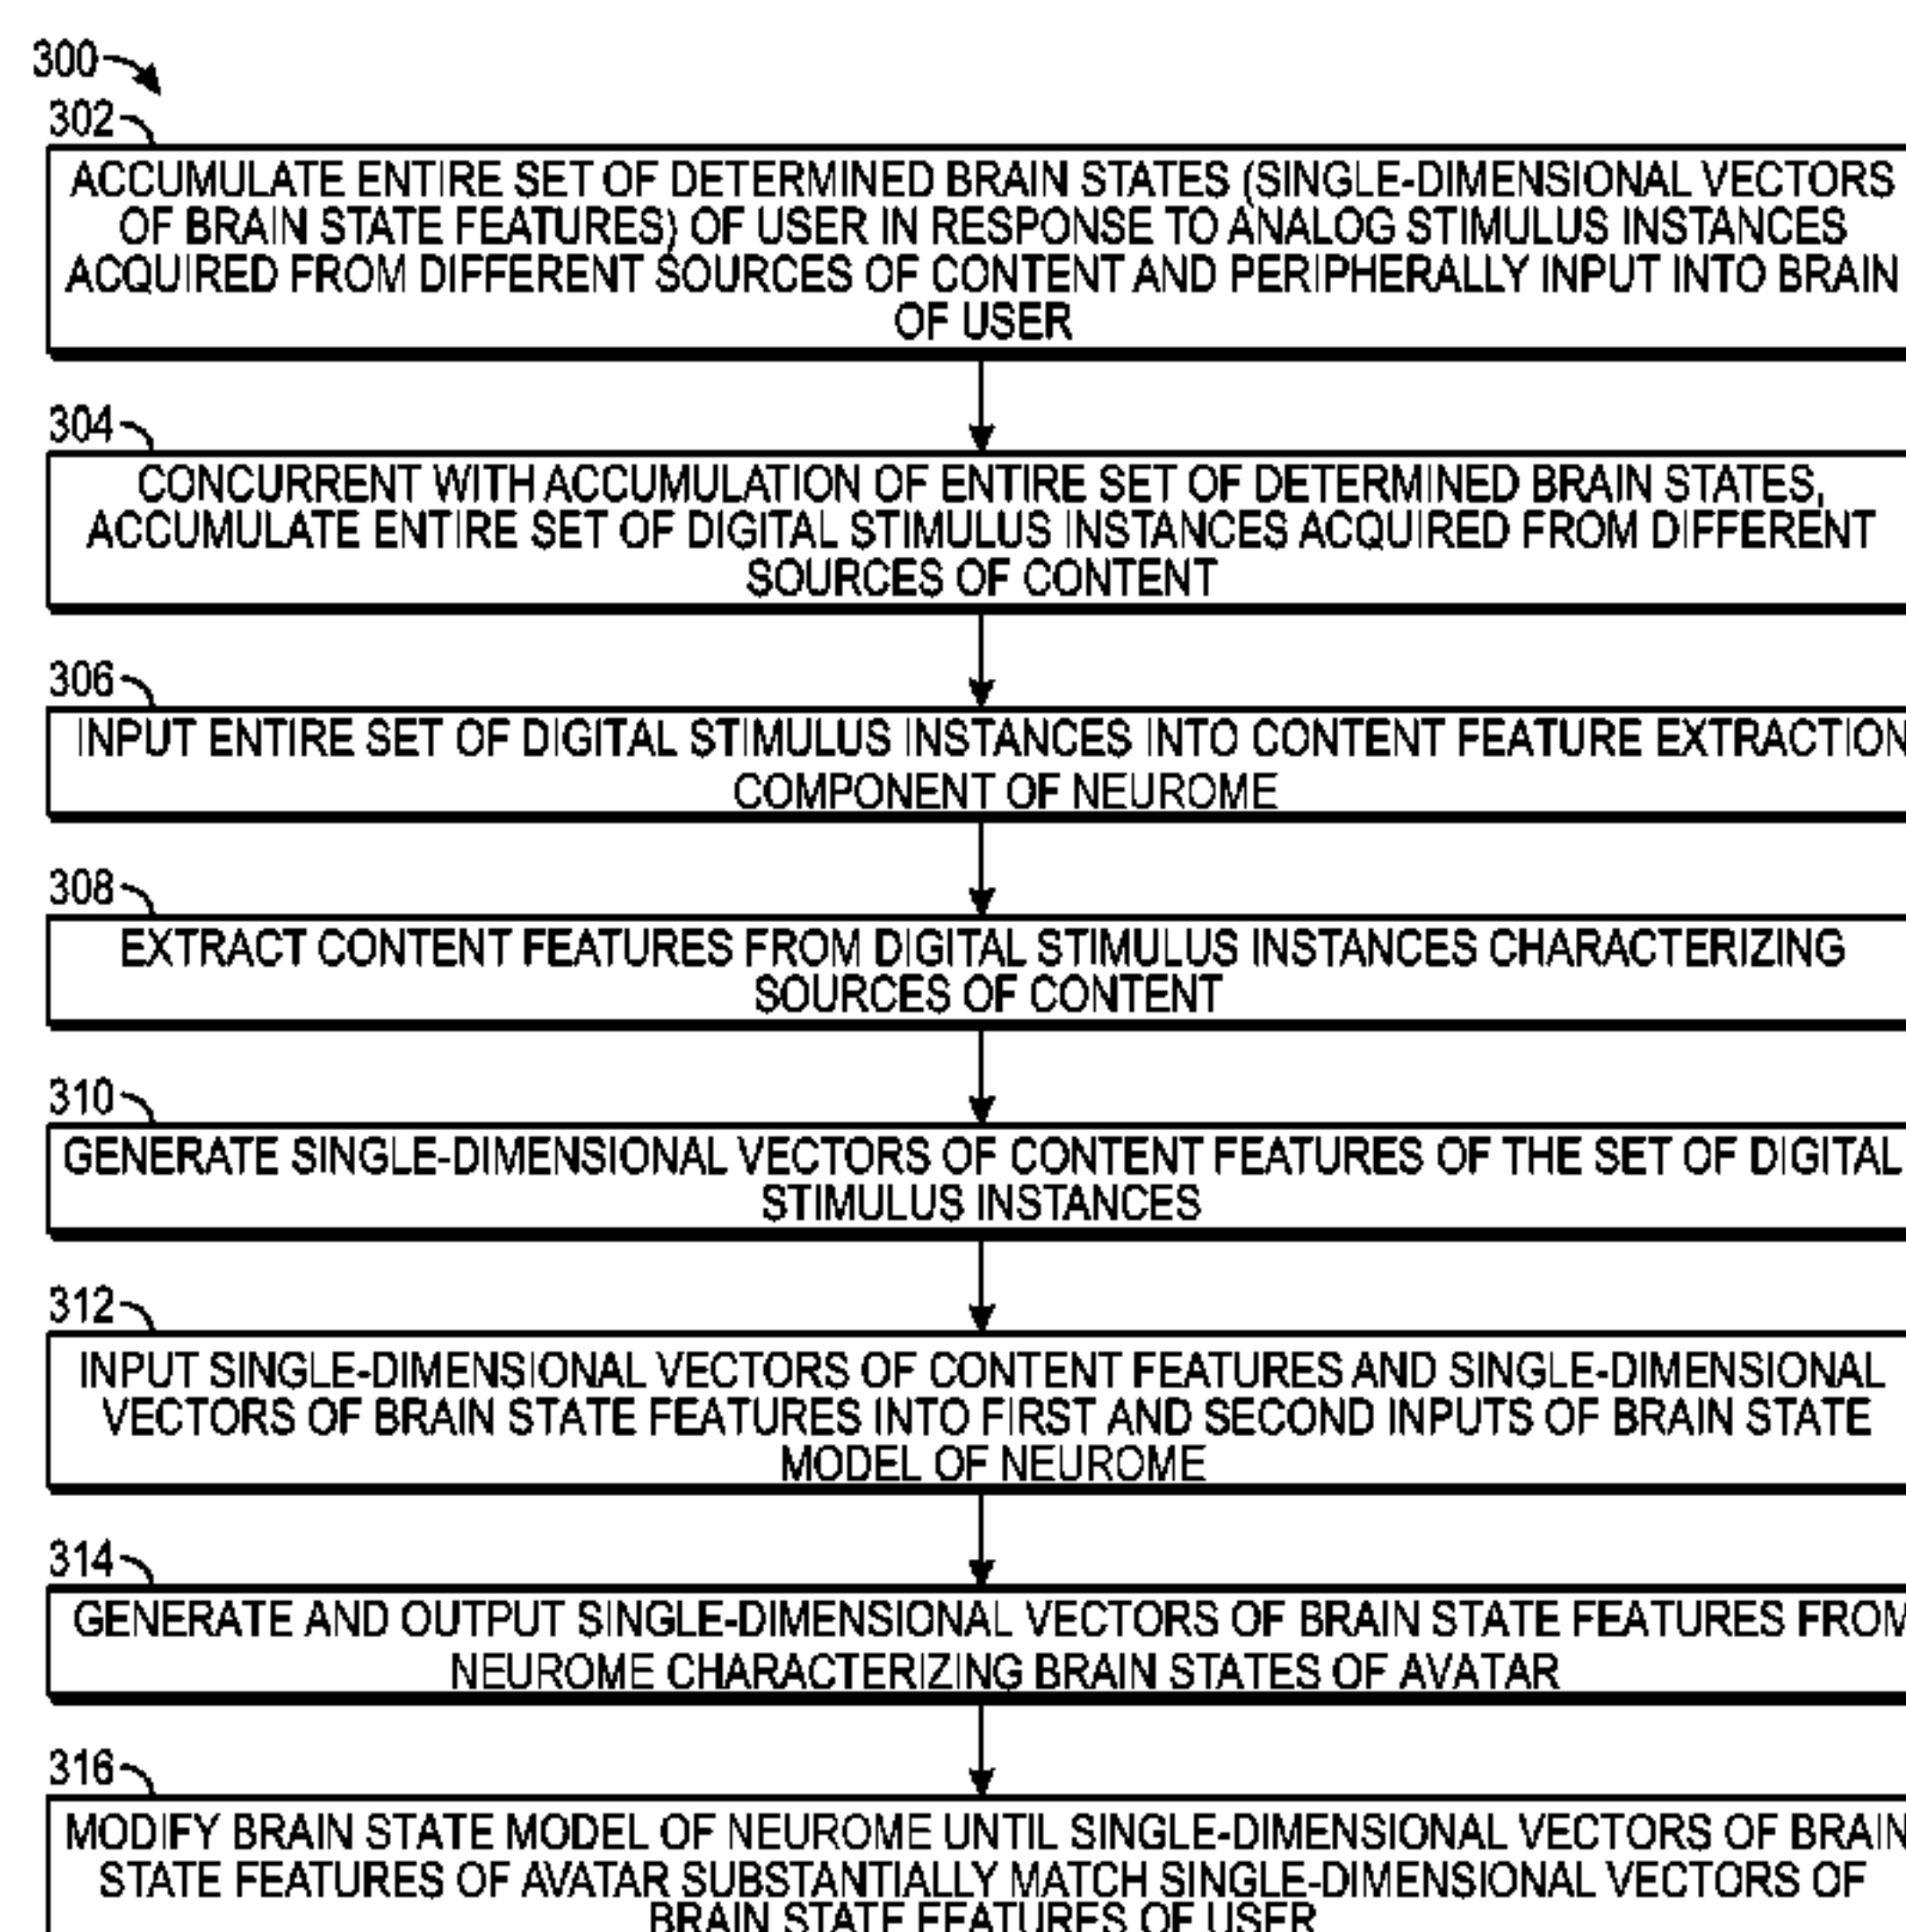 300
302
ACCUMULATE ENTIRE SET OF DETERMINED BRAIN STATES (SINGLE-DIMENSIONAL VECTORS
OF BRAIN STATE FEATURES) OF USER IN RESPONSE TO ANALOG STIMULUS INSTANCES
ACQUIRED FROM DIFFERENT SOURCES OF CONTENT AND PERIPHERALLY INPUT INTO BRAIN
OF USER
304
CONCURRENT WITH ACCUMULATION OF ENTIRE SET OF DETERMINED BRAIN STATES,
ACCUMULATE ENTIRE SET OF DIGITAL STIMULUS INSTANCES ACQUIRED FROM DIFFERENT
SOURCES OF CONTENT
306
INPUT ENTIRE SET OF DIGITAL STIMULUS INSTANCES INTO CONTENT FEATURE EXTRACTION
COMPONENT OF NEUROME
308
EXTRACT CONTENT FEATURES FROM DIGITAL STIMULUS INSTANCES CHARACTERIZING
SOURCES OF CONTENT
310
GENERATE SINGLE-DIMENSIONAL VECTORS OF CONTENT FEATURES OF THE SET OF DIGITAL
STIMULUS INSTANCES
312
INPUT SINGLE-DIMENSIONAL VECTORS OF CONTENT FEATURES AND SINGLE-DIMENSIONAL
VECTORS OF BRAIN STATE FEATURES INTO FIRST AND SECOND INPUTS OF BRAIN STATE
MODEL OF NEUROME
314
GENERATE AND OUTPUT SINGLE-DIMENSIONAL VECTORS OF BRAIN STATE FEATURES FROM
NEUROME CHARACTERIZING BRAIN STATES OF AVATAR
316
MODIFY BRAIN STATE MODEL OF NEUROME UNTIL SINGLE-DIMENSIONAL VECTORS OF BRAIN
STATE FEATURES OF AVATAR SUBSTANTIALLY MATCH SINGLE-DIMENSIONAL VECTORS OF
BRAIN STATE FEATURES OF USER